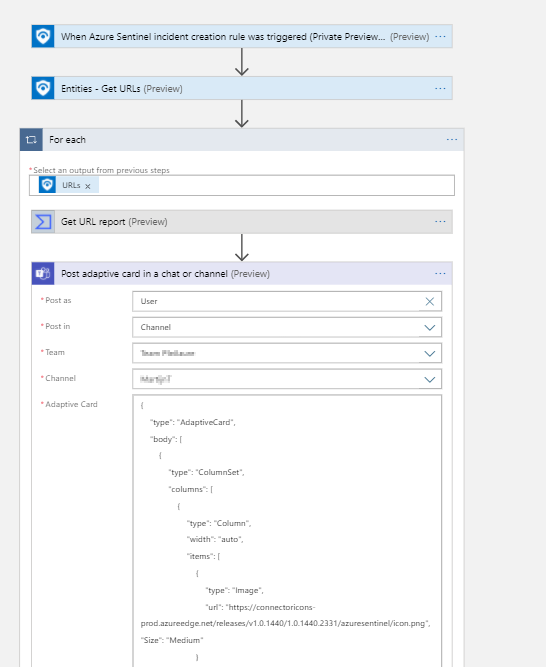 When Azure Sentinel incident creation rule was triggered (Private Preview... (Preview) ...
Entities - Get URLs (Preview) ...
For each ...
* Select an output from previous steps
URLs x
Get URL report (Preview) ...
Post adaptive card in a chat or channel (Preview) ...
* Post as User
* Post in Channel
* Team
* Channel
* Adaptive Card {
"type": "AdaptiveCard",
"body": [
{
"type": "ColumnSet",
"columns": [
{
"type": "Column",
"width": "auto",
"items": [
{
"type": "Image",
"url": "https://connectoricons-
prod.azureedge.net/releases/v1.0.1440/1.0.1440.2331/azuresentinel/icon.png",
"Size": "Medium"
}